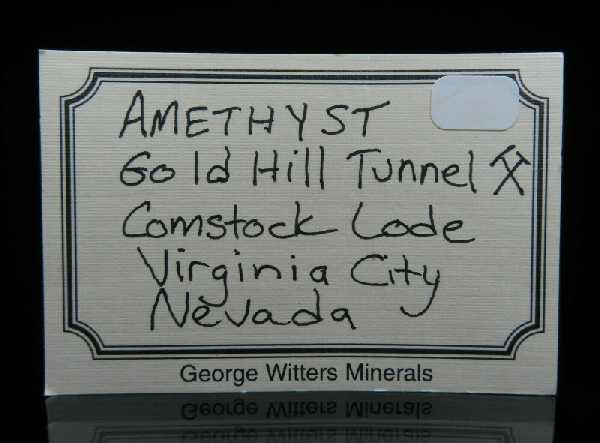 AMETHYST
Gold Hill Tunnel ⚒
Comstock Lode
Virginia City
Nevada
George Witters Minerals